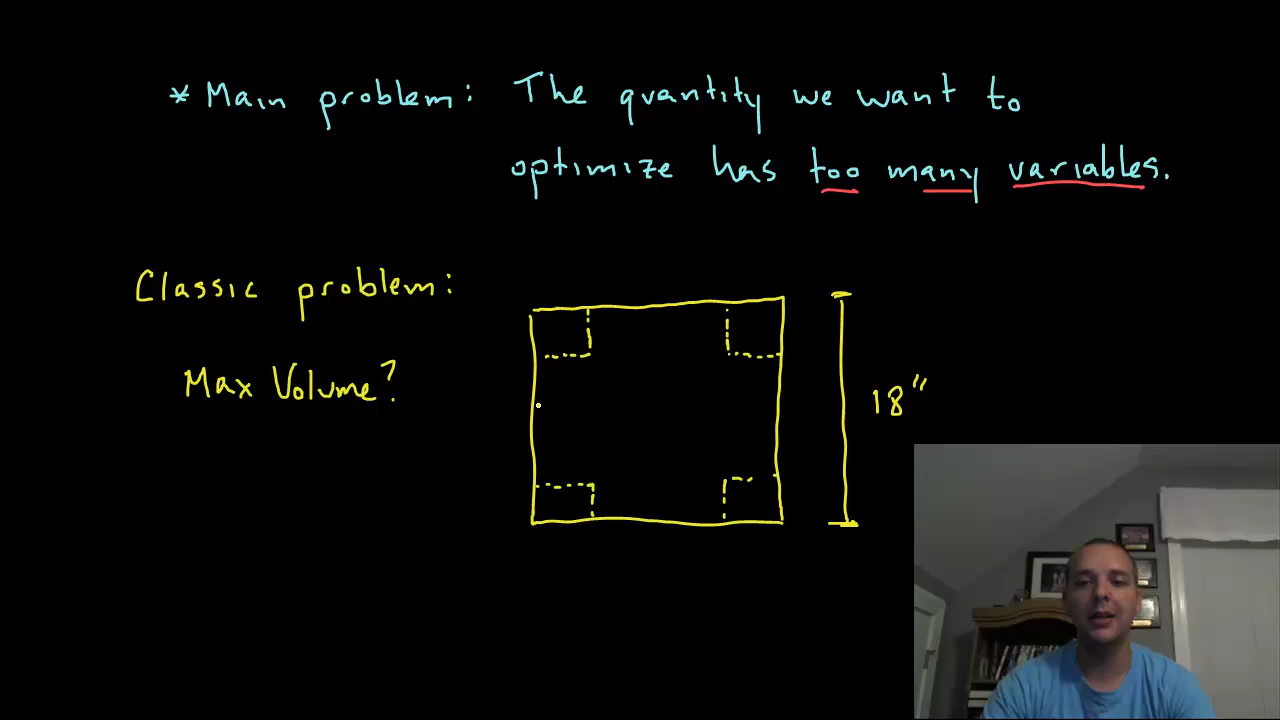 * Main problem: The quantity we want to
optimize has too many variables.
Classic problem:
Max Volume?
18"